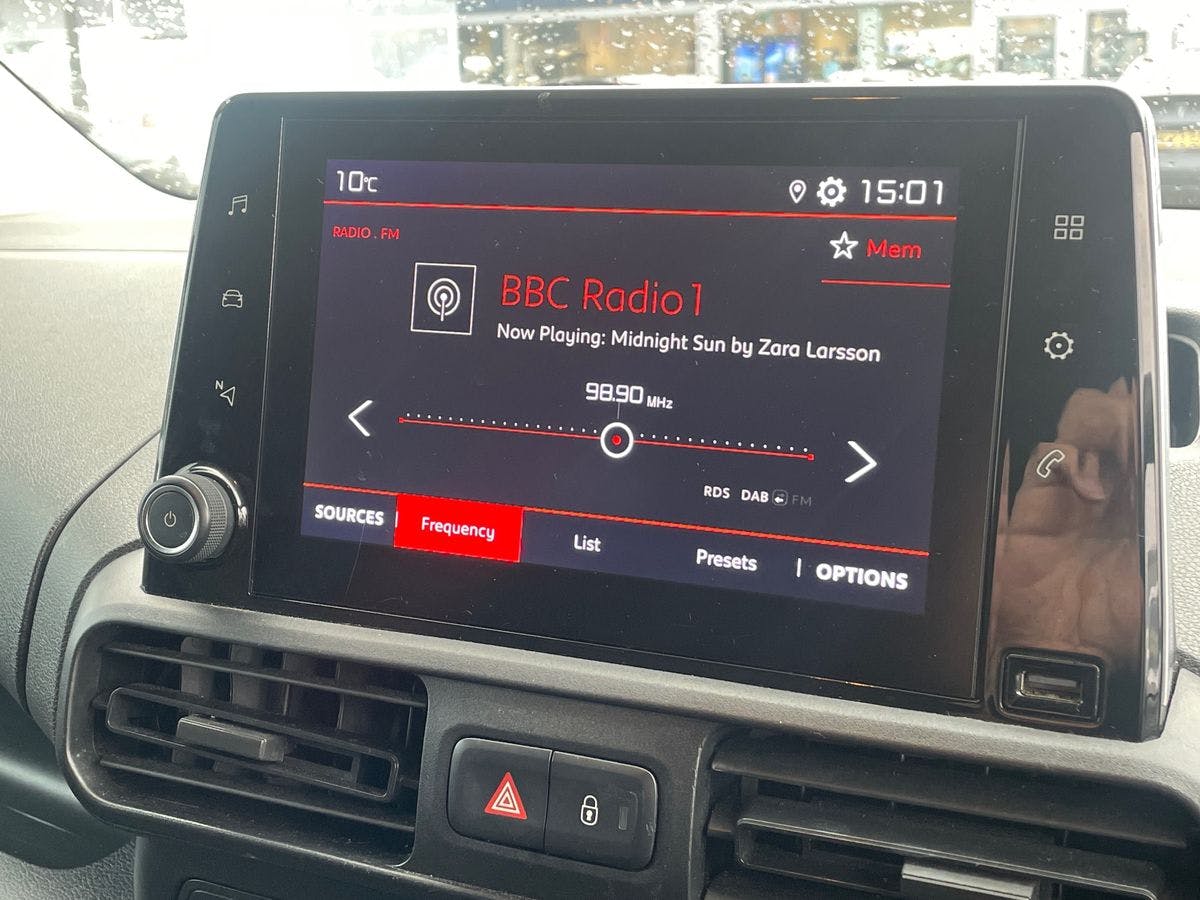 10°C
15:01
RADIO . FM
Mem
BBC Radio 1
Now Playing: Midnight Sun by Zara Larsson
N
98.90 MHz
RDS DAB FM
SOURCES Frequency List Presets OPTIONS